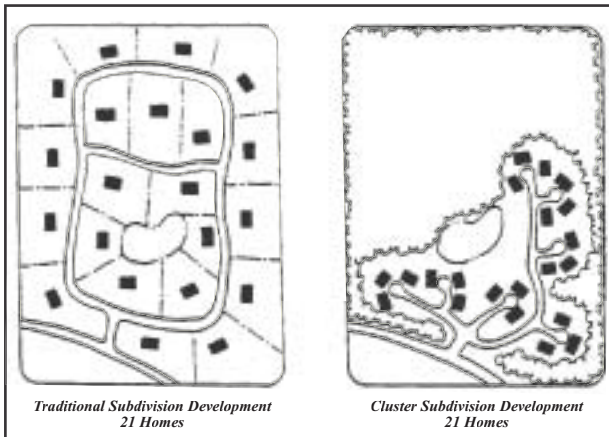 Traditional Subdivision Development
21 Homes
Cluster Subdivision Development
21 Homes